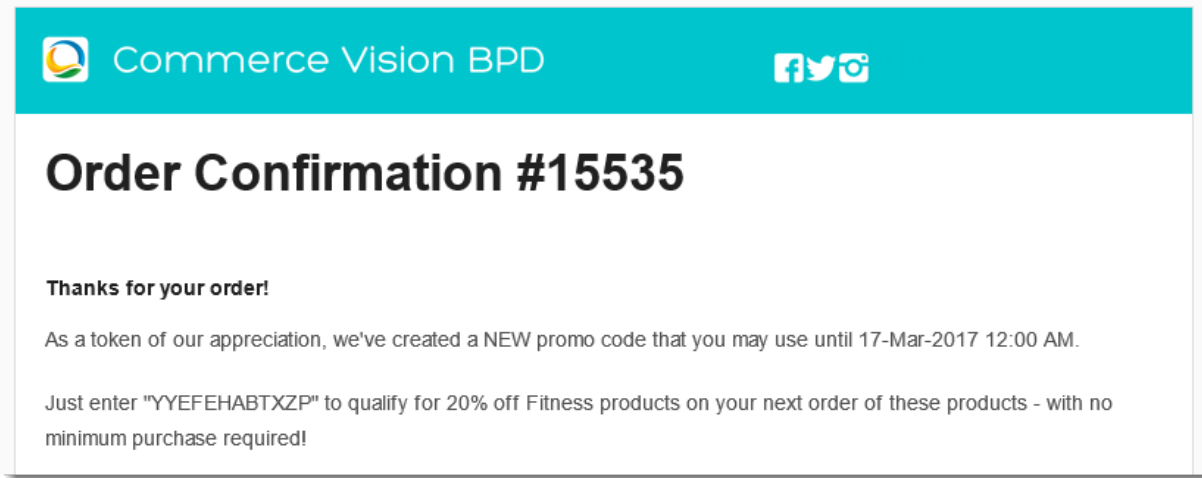 Commerce Vision BPD
Order Confirmation #15535
Thanks for your order!
As a token of our appreciation, we've created a NEW promo code that you may use until 17-Mar-2017 12:00 AM.
Just enter "YYEFEHABTXZP" to qualify for 20% off Fitness products on your next order of these products - with no
minimum purchase required!